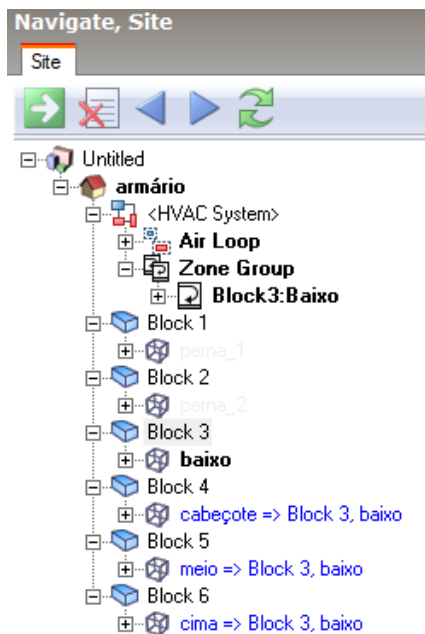 Navigate, Site
Site
Untitled
armário
<HVAC System>
Air Loop
Zone Group
Block3:Baixo
Block 1
perna_1
Block 2
perna_2
Block 3
baixo
Block 4
cabeçote => Block 3, baixo
Block 5
meio => Block 3, baixo
Block 6
cima => Block 3, baixo